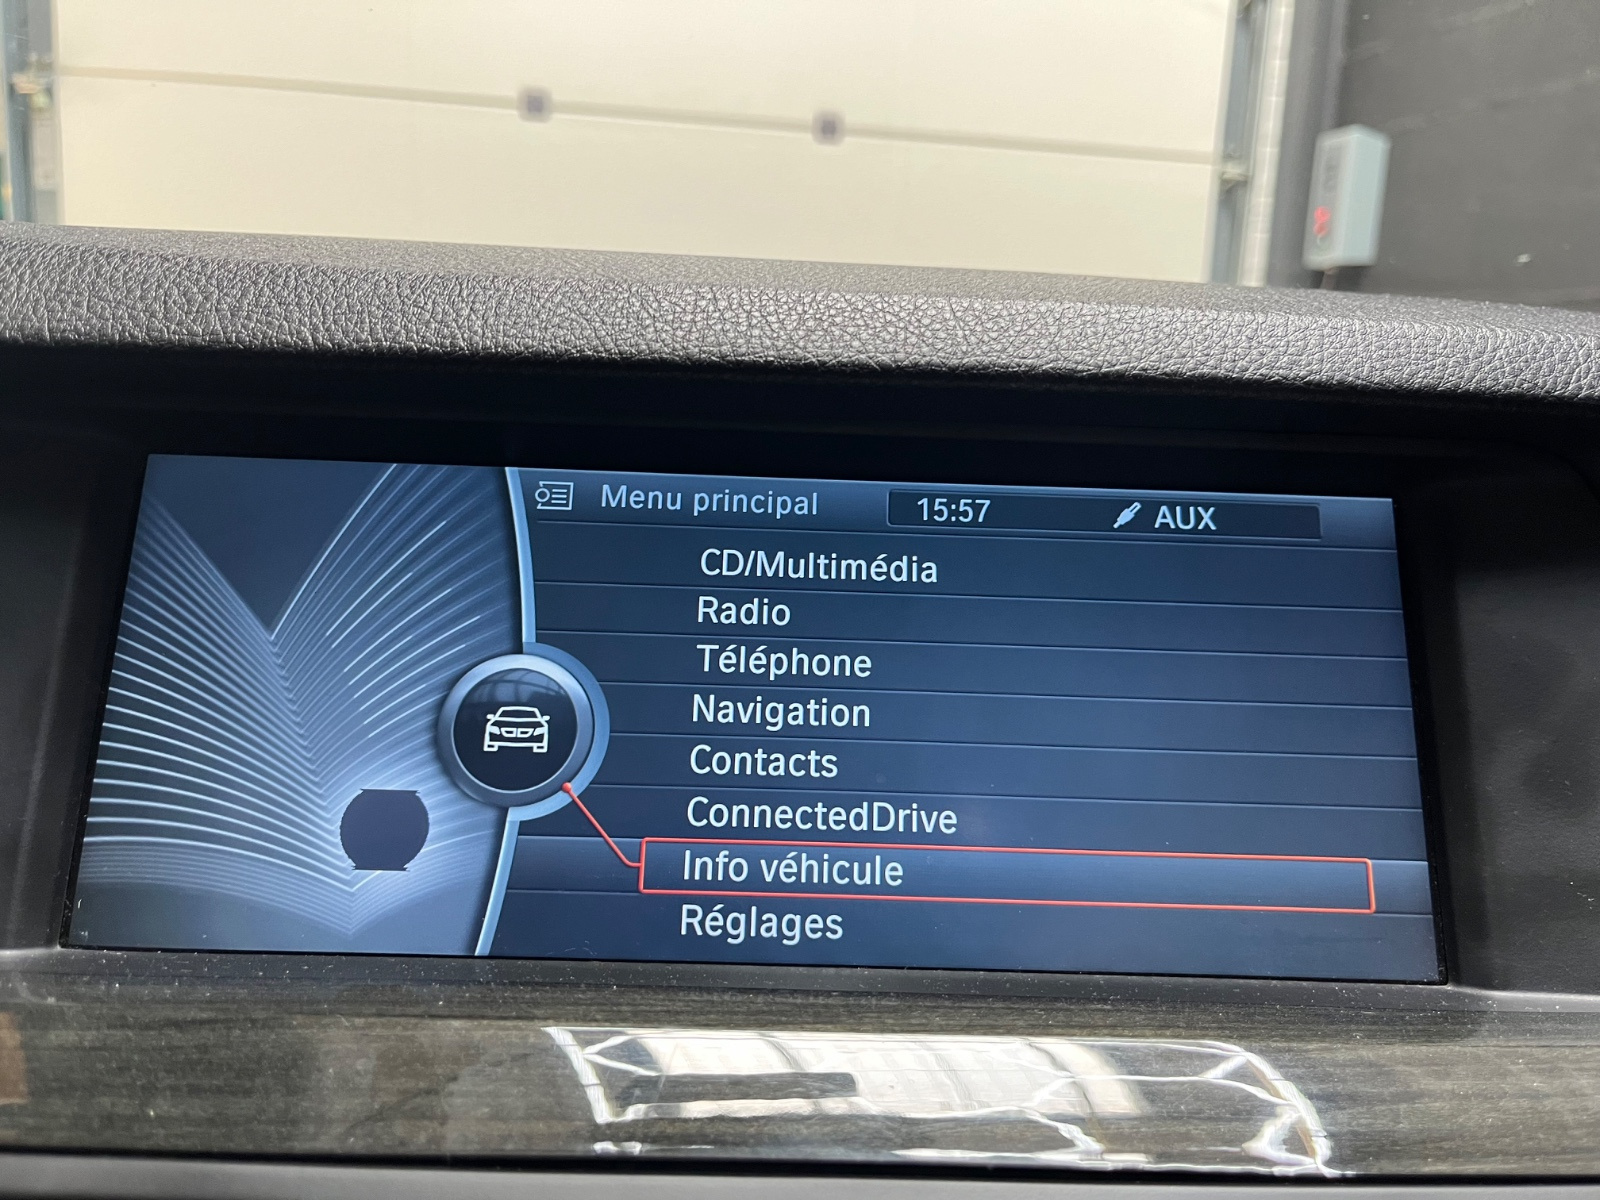 Menu principal 15:57 AUX
CD/Multimédia
Radio
Téléphone
Navigation
Contacts
ConnectedDrive
Info véhicule
Réglages